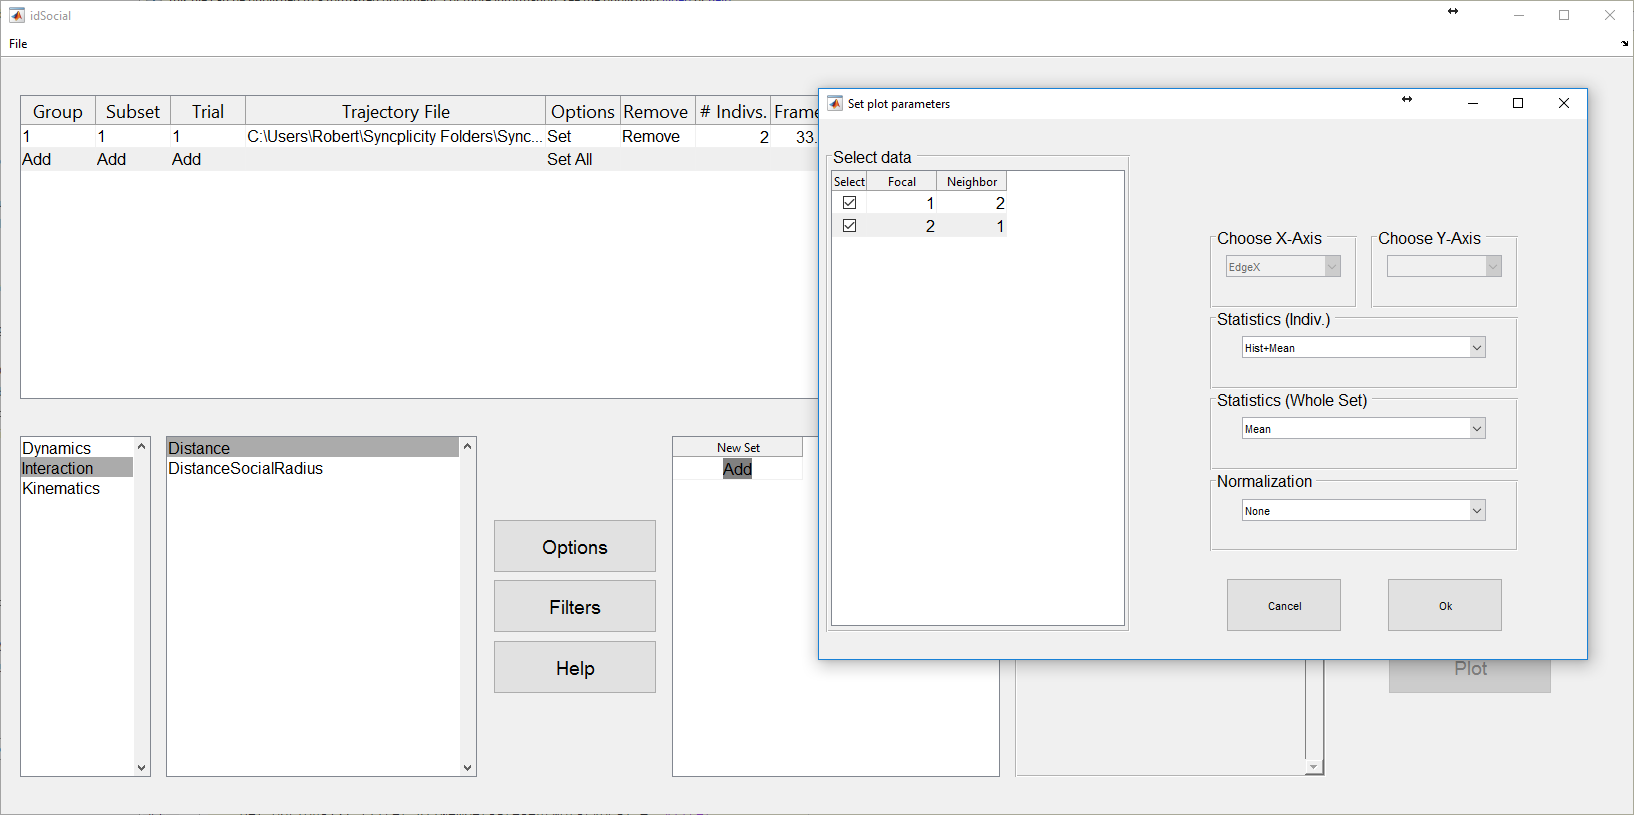 idSocial
File
Group Subset Trial Trajectory File Options Remove # Indivs. Frame
1 1 1 C:\Users\Robert\Syncplicity Folders\Sync... Set Remove 2 33.
Add Add Add Set All
Dynamics
Interaction
Kinematics
Distance
DistanceSocialRadius
Options
Filters
Help
New Set
Add
Plot
Set plot parameters
Select data
Select Focal Neighbor
1 2
2 1
Choose X-Axis
EdgeX
Choose Y-Axis
Statistics (Indiv.)
Hist+Mean
Statistics (Whole Set)
Mean
Normalization
None
Cancel
Ok